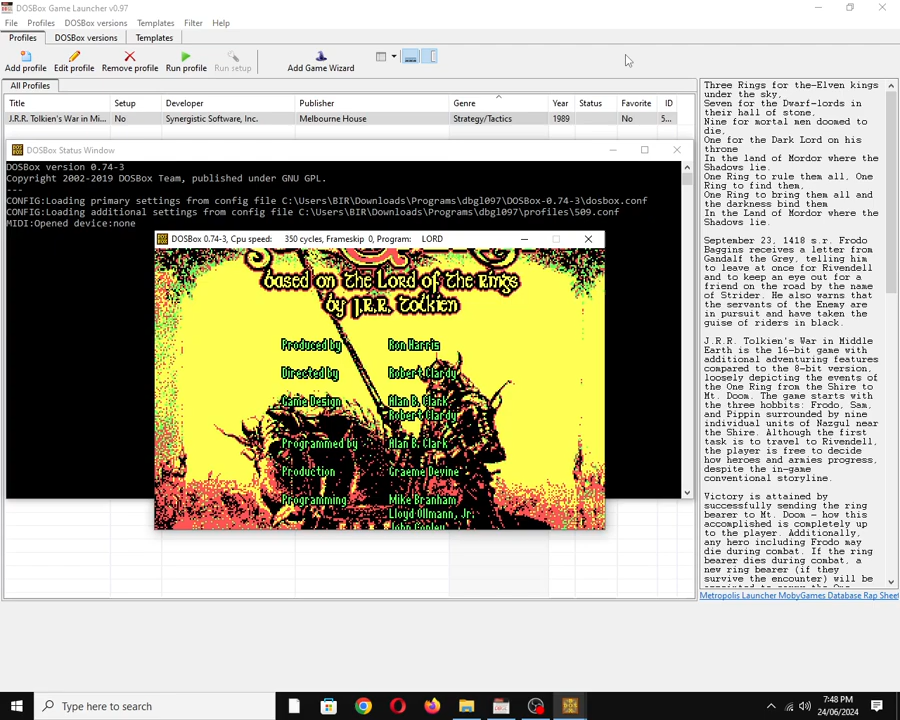 DOSBox Game Launcher v0.97
File Profiles DOSBox versions Templates Filter Help
Profiles DOSBox versions Templates
Add profile Edit profile Remove profile Run profile Run setup Add Game Wizard
All Profiles
Title Setup Developer Publisher Genre Year Status Favorite ID
J.R.R. Tolkien's War in Mi... No Synergistic Software, Inc. Melbourne House Strategy/Tactics 1989 No 5...
DOSBox Status Window
DOSBox version 0.74-3
Copyright 2002-2019 DOSBox Team, published under GNU GPL.
---
CONFIG:Loading primary settings from config file C:\Users\BIR\Downloads\Programs\dbgl097\DOSBox-0.74-3\dosbox.conf
CONFIG:Loading additional settings from config file C:\Users\BIR\Downloads\Programs\dbgl097\profiles\509.conf
MIDI:Opened device:none
DOSBox 0.74-3, Cpu speed: 350 cycles, Frameskip 0, Program: LORD
based on the Lord of the Rings
by J.R.R. Tolkien
Produced by Ron Harris
Directed by Robert Clardy
Game Design Alan B. Clark
Robert Clardy
Programmed by Alan B. Clark
Production Graeme Devine
Programming Mike Branham
Lloyd Ollmann, Jr.
John Conley
Three Rings for the-Elven kings
under the sky,
Seven for the Dwarf-lords in
their hall of stone,
Nine for mortal men doomed to
die.
One for the Dark Lord on his
throne
In the land of Mordor where the
Shadows lie.
One Ring to rule them all, One
Ring to find them,
One Ring to bring them all and
the darkness bind them
In the Land of Mordor where the
Shadows lie.
September 23, 1418 s.r. Frodo
Baggins receives a letter from
Gandalf the Grey, telling him
to leave at once for Rivendell
and to keep an eye out for a
friend on the road by the name
of Strider. He also warns that
the servants of the Enemy are
in pursuit and have taken the
guise of riders in black.
J.R.R. Tolkien's War in Middle
Earth is the 16-bit game with
additional adventuring features
compared to the 8-bit version,
loosely depicting the events of
the One Ring from the Shire to
Mt. Doom. The game starts with
the three hobbits: Frodo, Sam,
and Pippin surrounded by nine
individual units of Nazgul near
the Shire. Although the first
task is to travel to Rivendell,
the player is free to decide
how heroes and armies progress,
despite the in-game
conventional storyline.
Victory is attained by
successfully sending the ring
bearer to Mt. Doom - how this
accomplished is completely up
to the player. Additionally,
any hero including Frodo may
die during combat. If the ring
bearer dies during combat, a
new ring bearer (if they
survive the encounter) will be
Metropolis Launcher MobyGames Database Rap Sheet
Type here to search
7:48 PM
24/06/2024